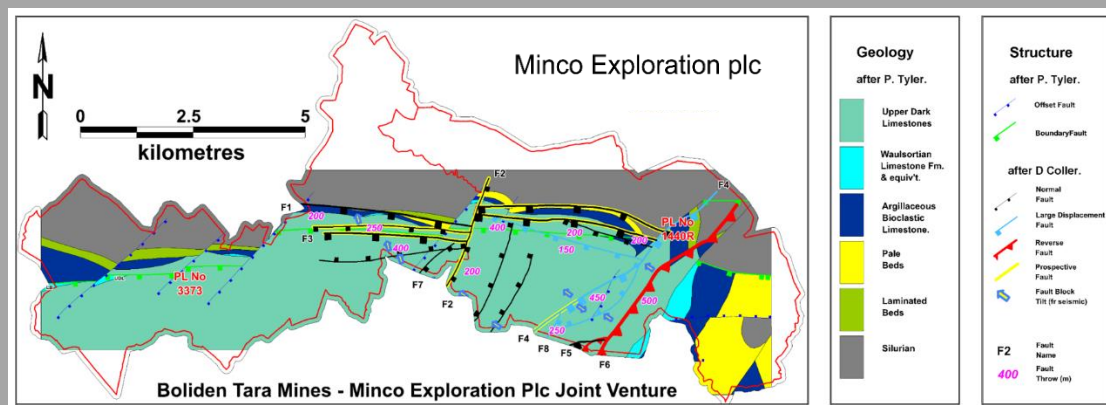 Minco Exploration plc
N
0 2.5 5
kilometres
F2
F4
F1
200
F3
250
400
400
150
200
200
PL No
1440R
PL No
3373
F7
200
F2
450
500
250
F4
F8
F5
F6
Boliden Tara Mines - Minco Exploration Plc Joint Venture
Geology
after P. Tyler.
Upper Dark
Limestones
Waulsortian
Limestone Fm.
& equiv't.
Argillaceous
Bioclastic
Limestone.
Pale
Beds
Laminated
Beds
Silurian
Structure
after P. Tyler.
Offset Fault
BoundaryFault
after D Coller.
Normal
Fault
Large Displacement
Fault
Reverse
Fault
Prospective
Fault
Fault Block
Tilt (fr seismic)
F2
Fault
Name
400
Fault
Throw (m)